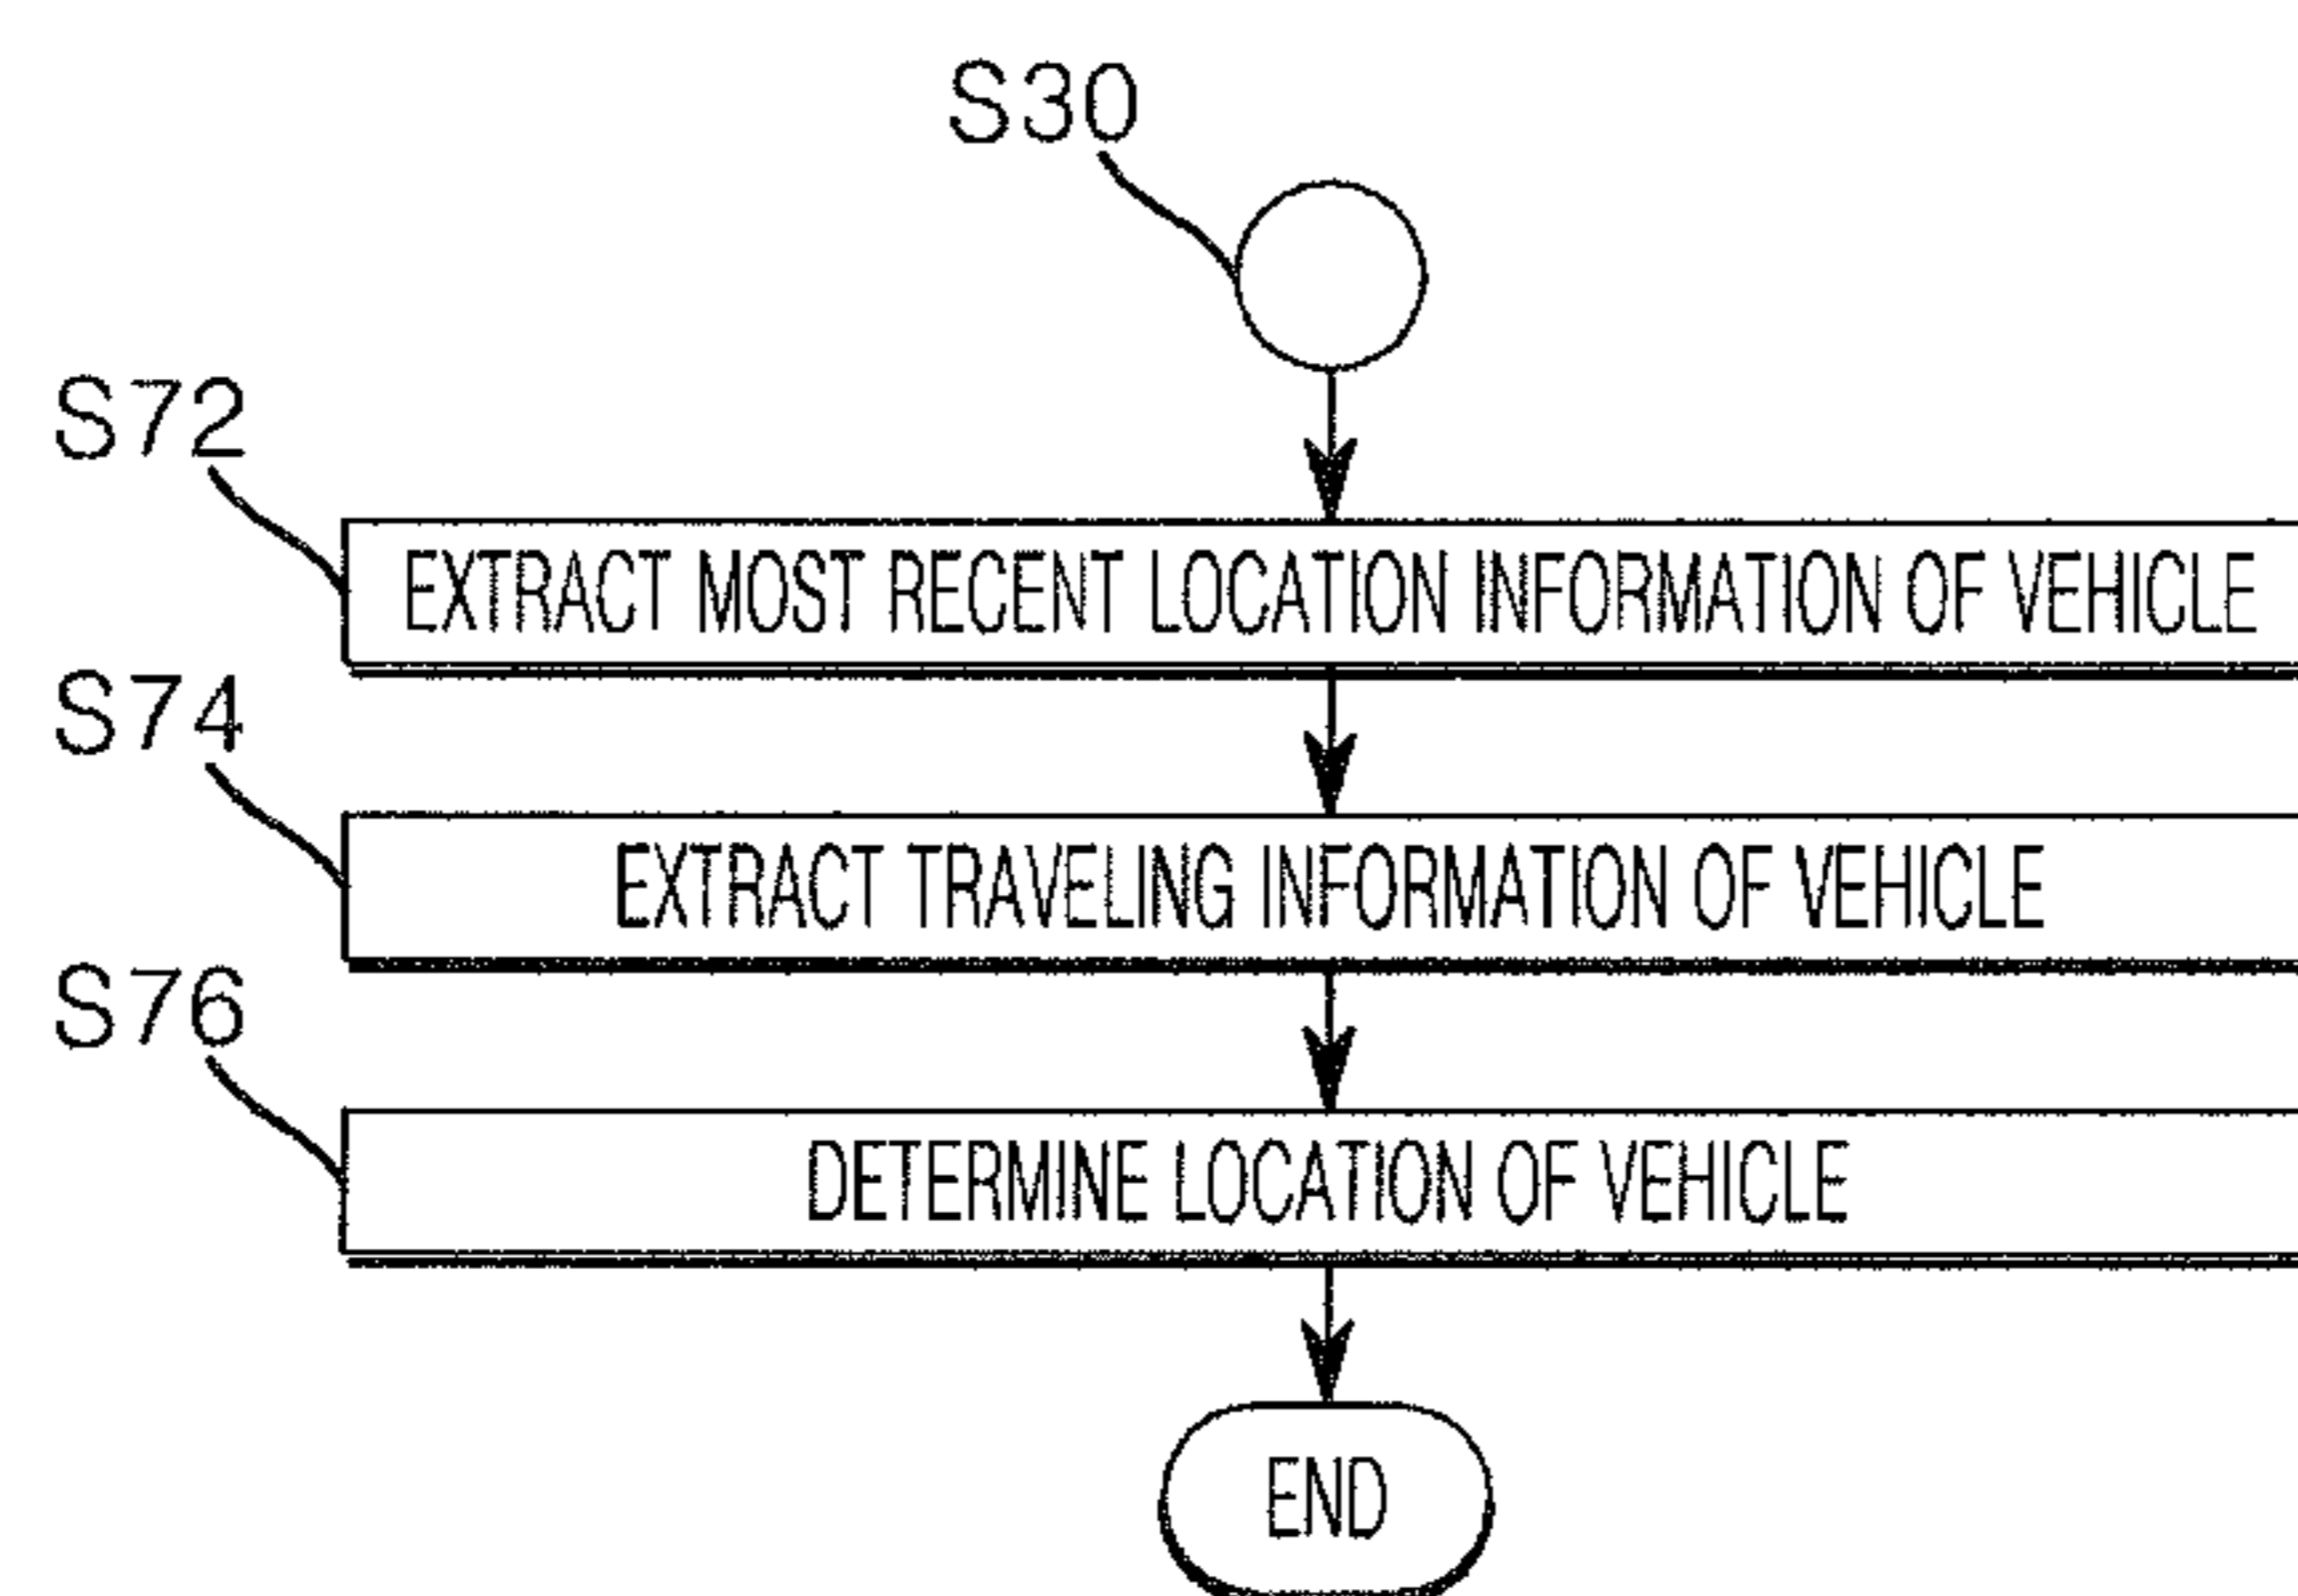 S30
S72
EXTRACT MOST RECENT LOCATION INFORMATION OF VEHICLE
S74
EXTRACT TRAVELING INFORMATION OF VEHICLE
S76
DETERMINE LOCATION OF VEHICLE
END